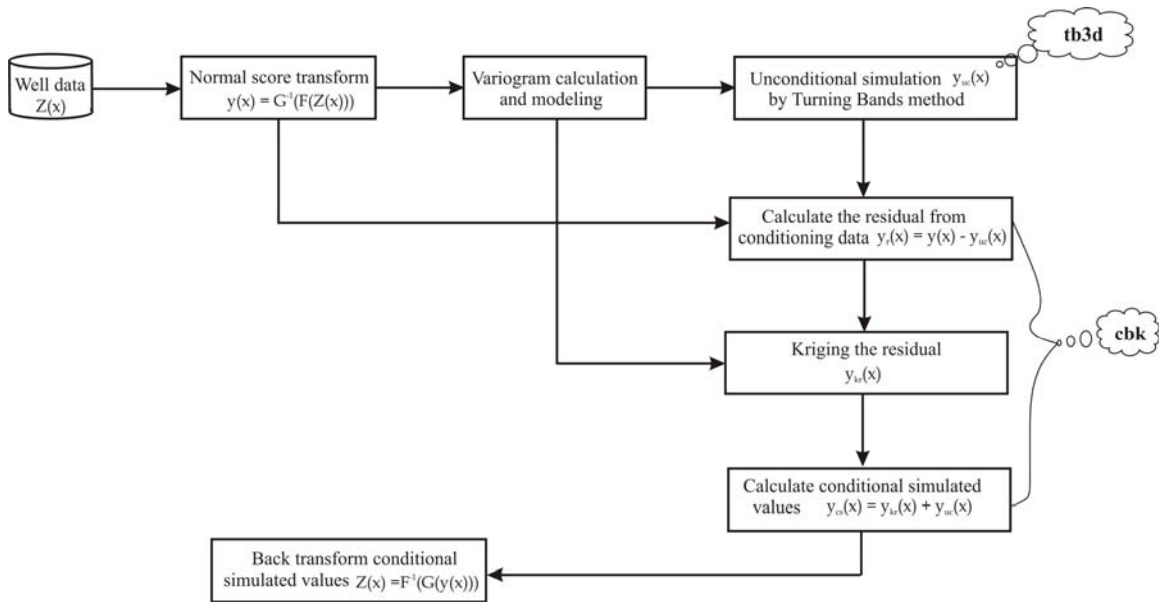 tb3d
Well data
Z(x)
Normal score transform
y(x) = G⁻¹(F(Z(x)))
Variogram calculation
and modeling
Unconditional simulation y_uc(x)
by Turning Bands method
Calculate the residual from
conditioning data y_r(x) = y(x) - y_uc(x)
cbk
Kriging the residual
y_kr(x)
Calculate conditional simulated
values y_cs(x) = y_kr(x) + y_uc(x)
Back transform conditional
simulated values Z(x) =F⁻¹(G(y(x)))